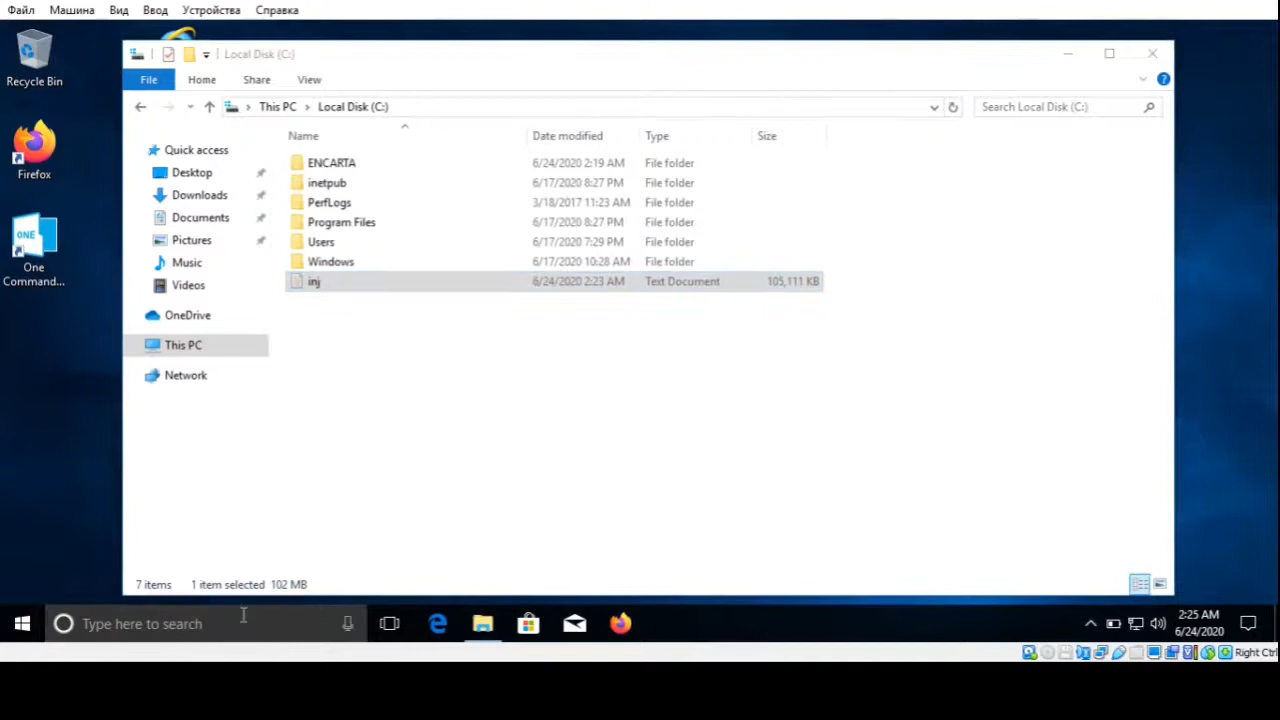 Файл Машина Вид Ввод Устройства Справка
Recycle Bin
Firefox
ONE
One
Command...
Local Disk (C:)
File Home Share View
This PC > Local Disk (C:)
Search Local Disk (C:)
Quick access
Desktop
Downloads
Documents
Pictures
Music
Videos
OneDrive
This PC
Network
Name Date modified Type Size
ENCARTA 6/24/2020 2:19 AM File folder
inetpub 6/17/2020 8:27 PM File folder
PerfLogs 3/18/2017 11:23 AM File folder
Program Files 6/17/2020 8:27 PM File folder
Users 6/17/2020 7:29 PM File folder
Windows 6/17/2020 10:28 AM File folder
inj 6/24/2020 2:23 AM Text Document 105,111 KB
7 items 1 item selected 102 MB
Type here to search
2:25 AM
6/24/2020
Right Ctrl